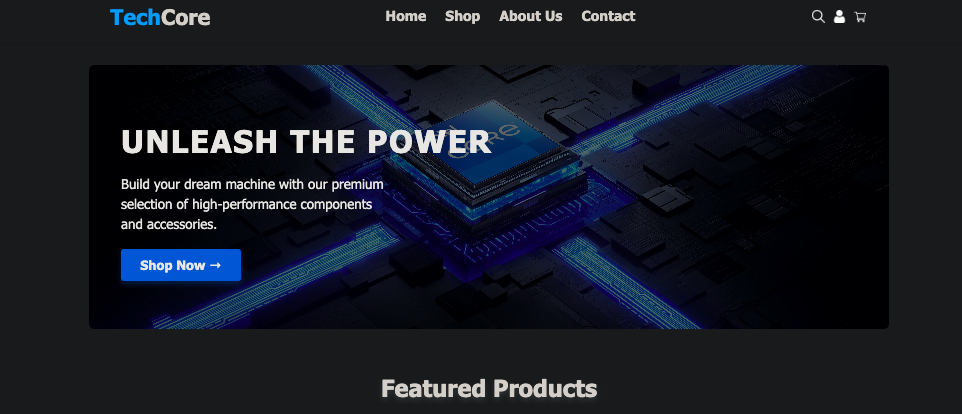 TechCore
Home Shop About Us Contact
UNLEASH THE POWER
CORE
Build your dream machine with our premium
selection of high-performance components
and accessories.
Shop Now →
Featured Products